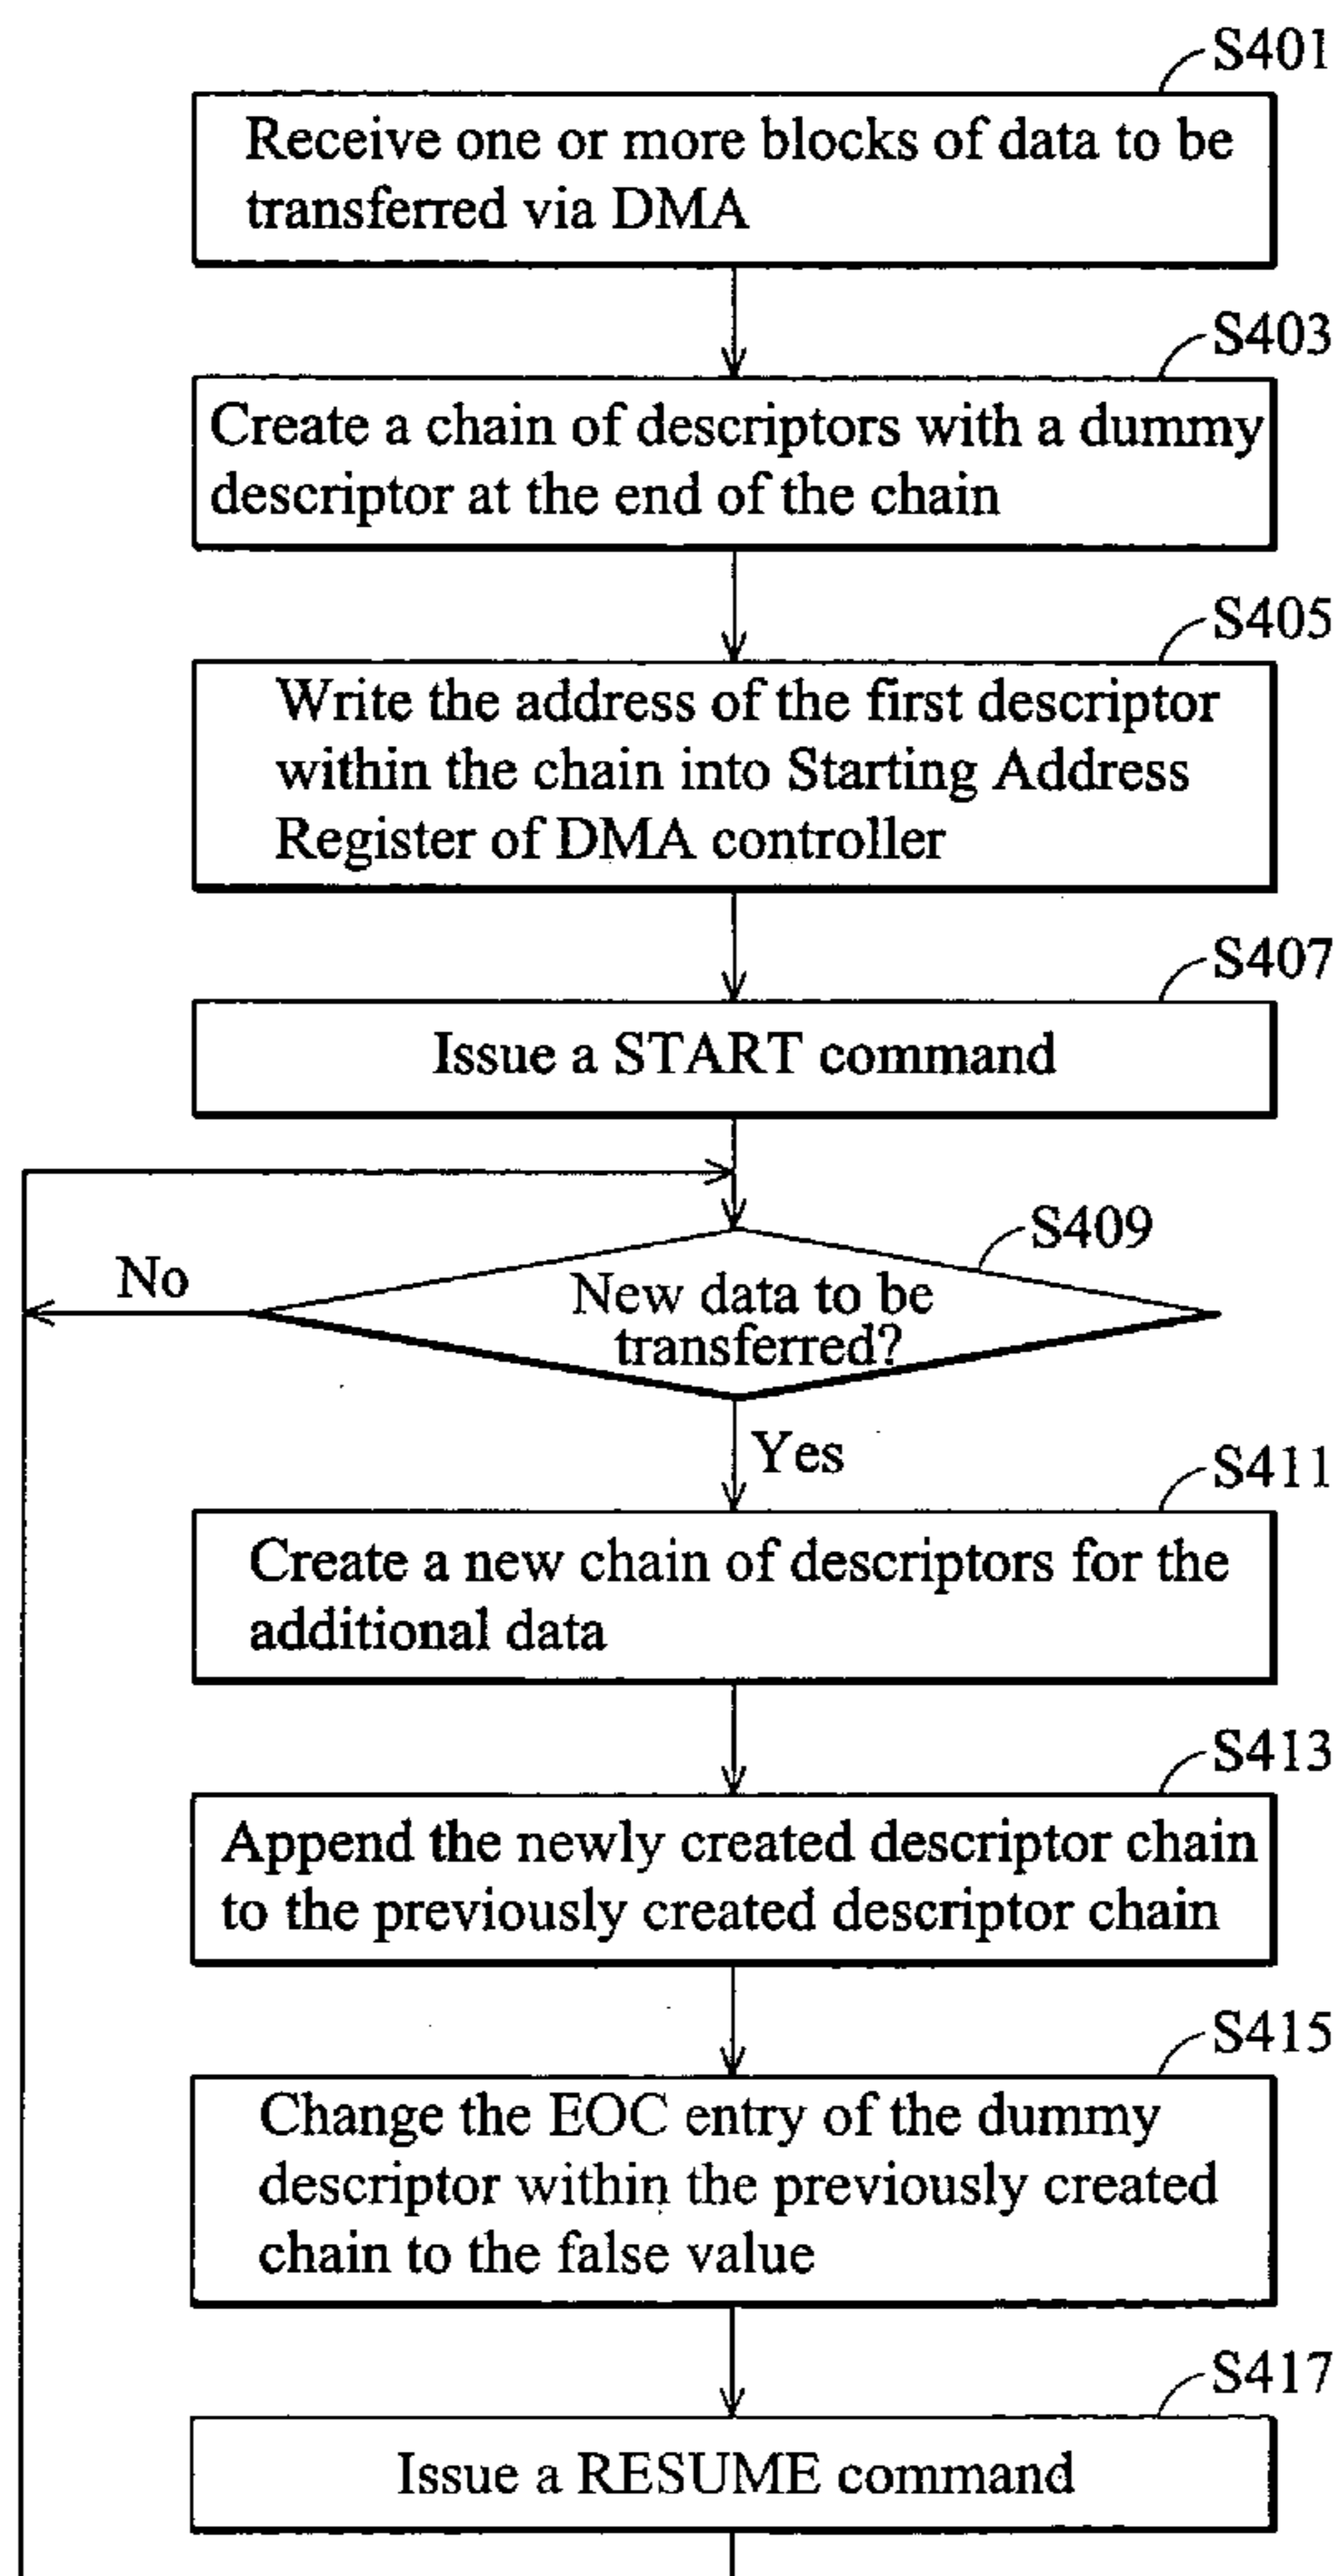 S401
Receive one or more blocks of data to be
transferred via DMA
S403
Create a chain of descriptors with a dummy
descriptor at the end of the chain
S405
Write the address of the first descriptor
within the chain into Starting Address
Register of DMA controller
S407
Issue a START command
S409
No
New data to be
transferred?
Yes
S411
Create a new chain of descriptors for the
additional data
S413
Append the newly created descriptor chain
to the previously created descriptor chain
S415
Change the EOC entry of the dummy
descriptor within the previously created
chain to the false value
S417
Issue a RESUME command